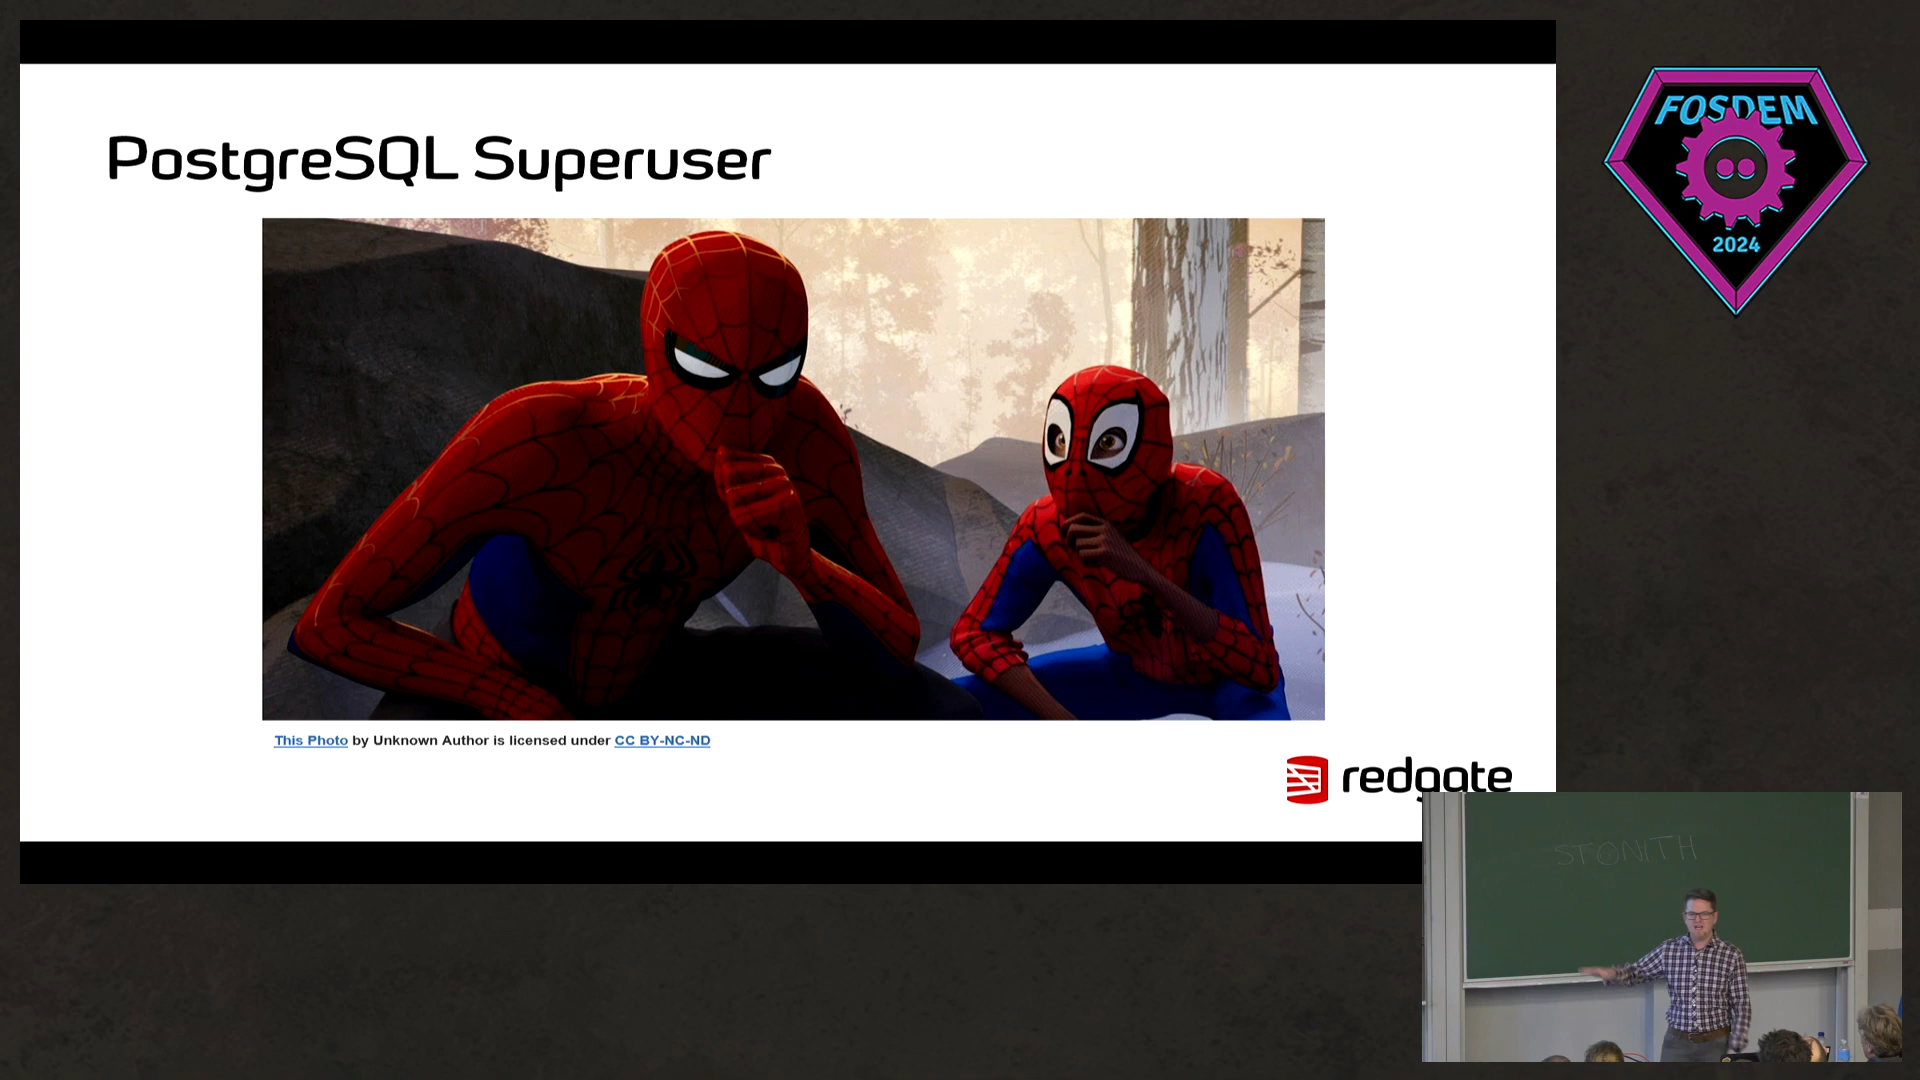 PostgreSQL Superuser
FOSDEM
2024
This Photo by Unknown Author is licensed under CC BY-NC-ND
redgate
STONITH